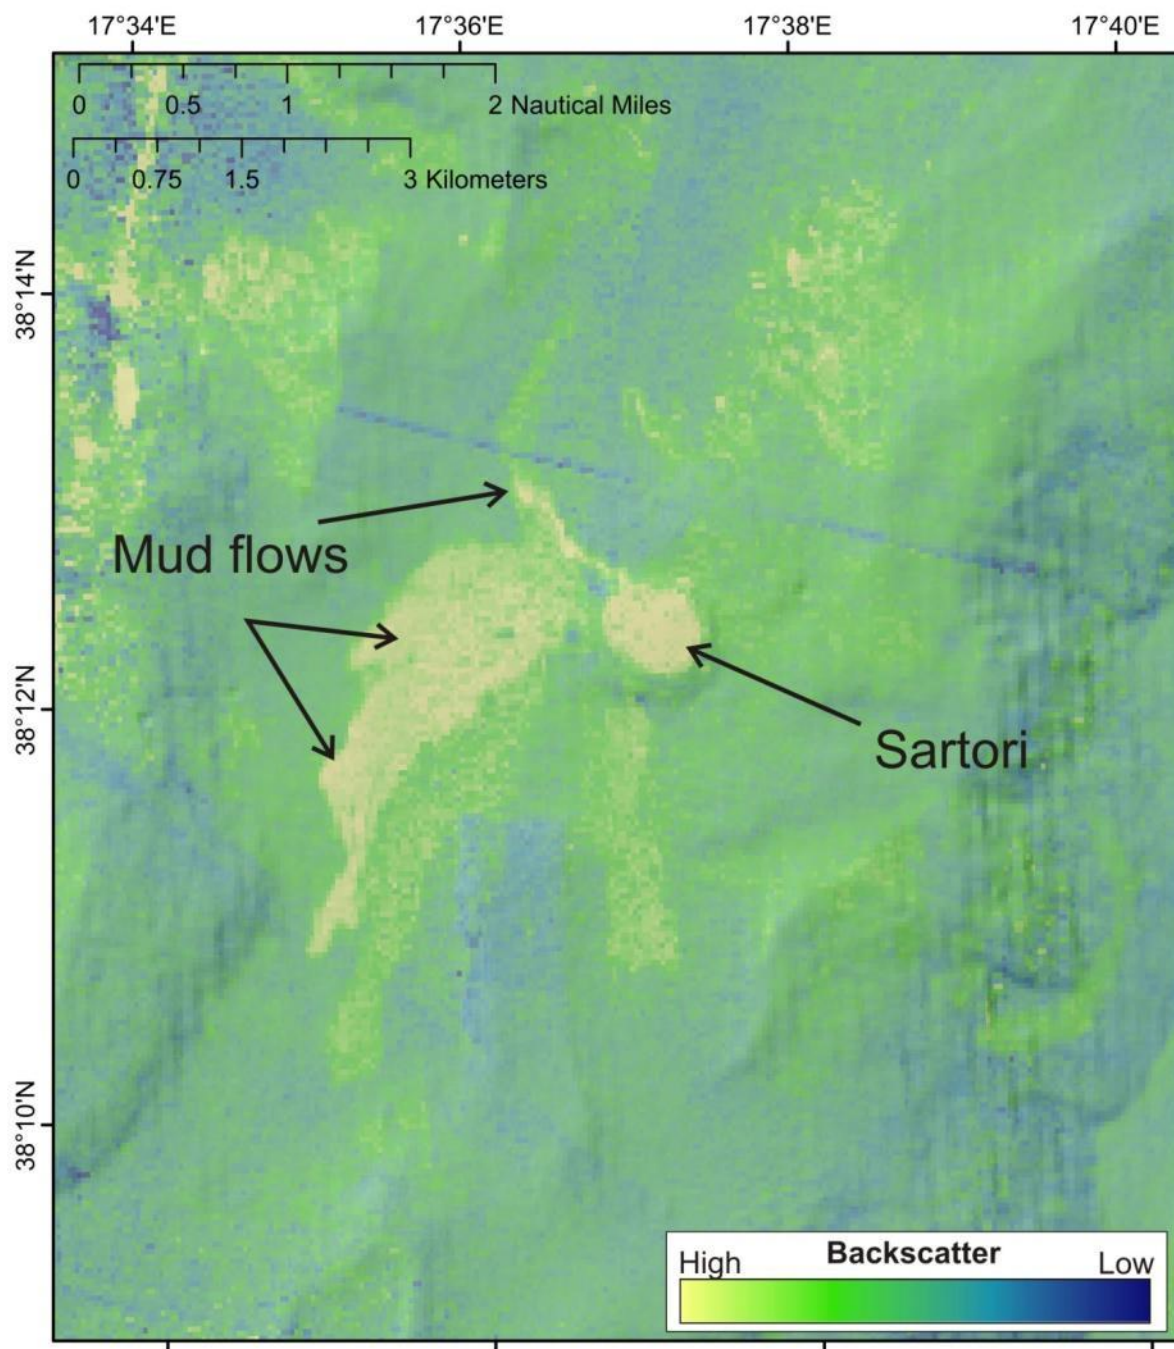 17°34'E 17°36'E 17°38'E 17°40'E
0 0.5 1 2 Nautical Miles
0 0.75 1.5 3 Kilometers
38°14'N
Mud flows
38°12'N
Sartori
38°10'N
Backscatter
High Low